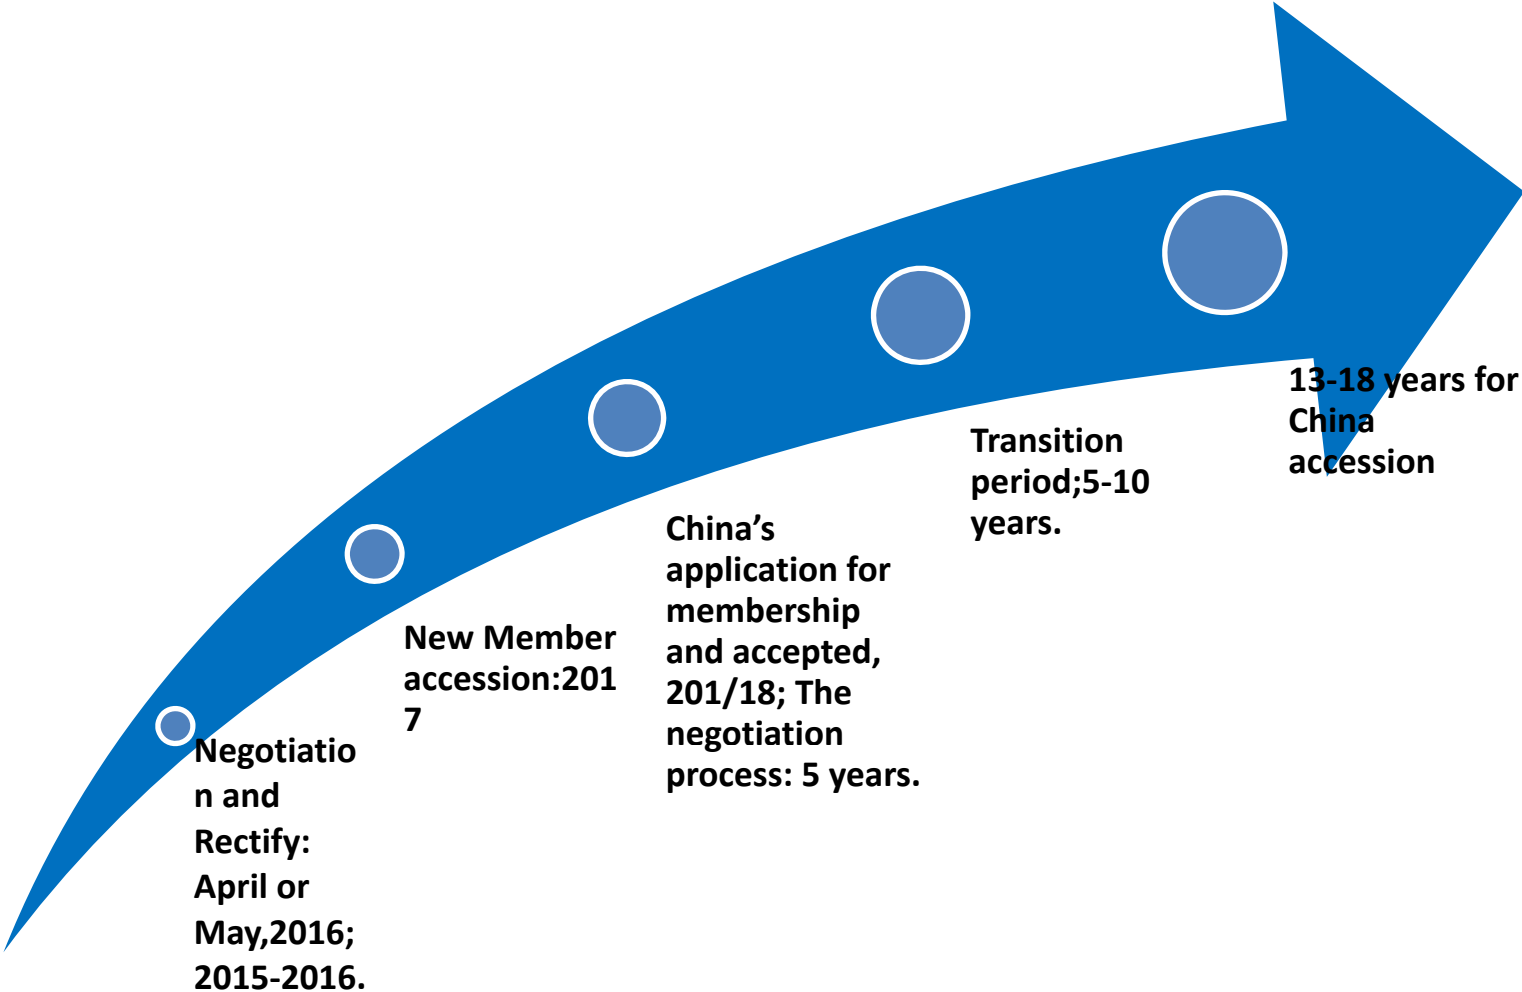 Negotiatio
n and
Rectify:
April or
May,2016;
2015-2016.
New Member
accession:201
7
China’s
application for
membership
and accepted,
201/18; The
negotiation
process: 5 years.
Transition
period;5-10
years.
13-18 years for
China
accession